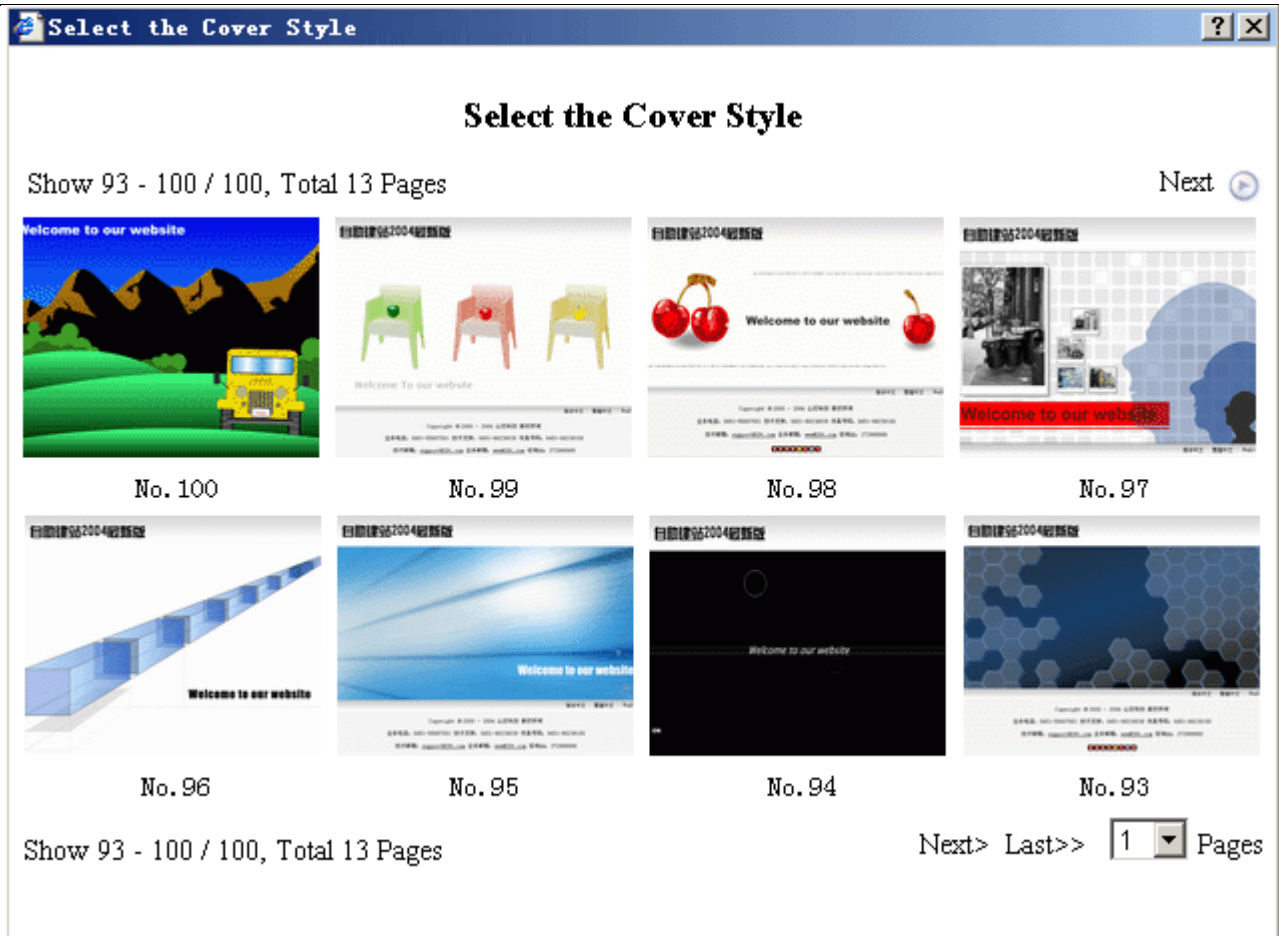 Select the Cover Style
Select the Cover Style
Show 93 - 100 / 100, Total 13 Pages
Next
Welcome to our website
自助建站2004最新版
Welcome To our website
自助建站2004最新版
Welcome to our website
自助建站2004最新版
Welcome to our website
No.100
No.99
No.98
No.97
自助建站2004最新版
Welcome to our website
自助建站2004最新版
Welcome to our website
自助建站2004最新版
Welcome to our website
自助建站2004最新版
No.96
No.95
No.94
No.93
Show 93 - 100 / 100, Total 13 Pages
Next> Last>> 1 Pages